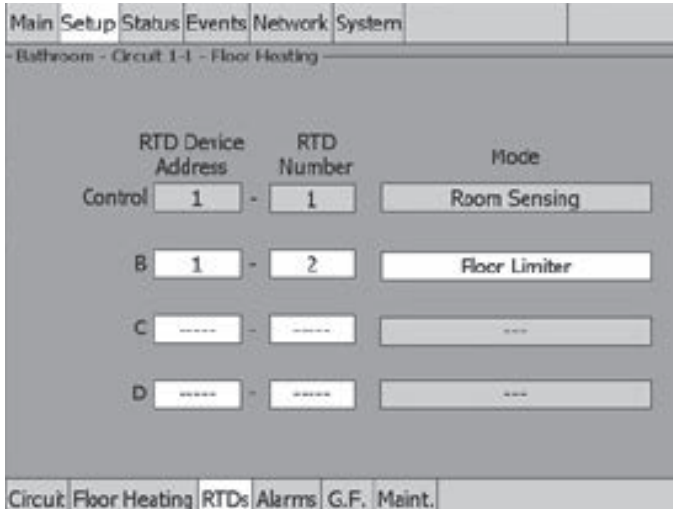 Main Setup Status Events Network System
Bathroom - Circuit 1-1 - Floor Heating
RTD Device Address RTD Number Mode
Control 1 - 1 Room Sensing
B 1 - 2 Floor Limiter
C ----- - ----- ---
D ----- - ----- ---
Circuit Floor Heating RTDs Alarms G.F. Maint.